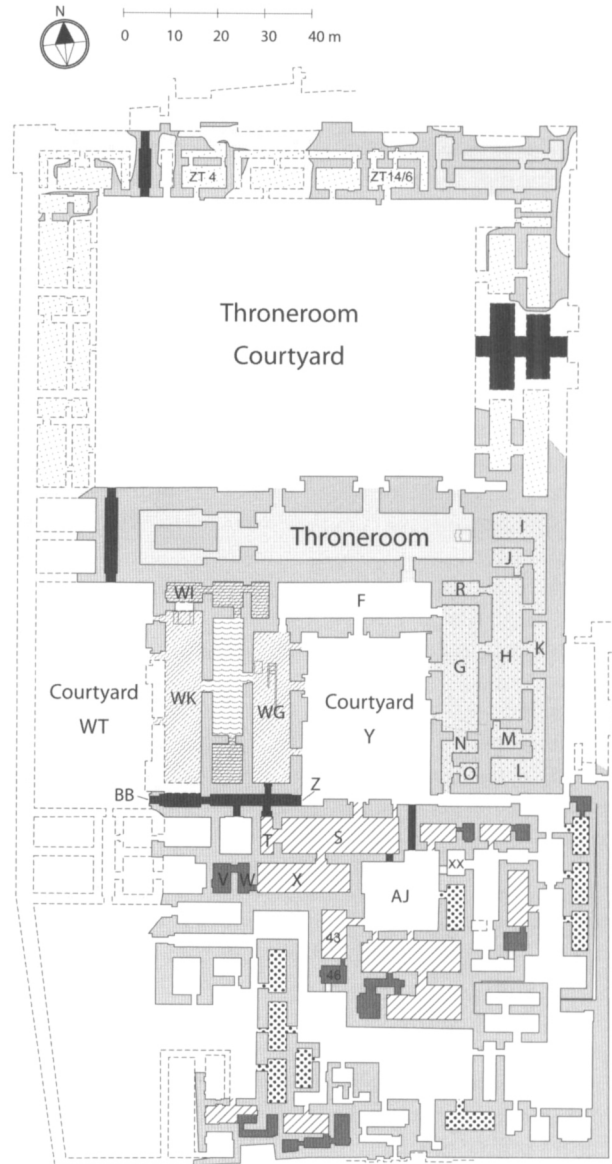 N
0 10 20 30 40 m
ZT 4
ZT14/6
Throneroom
Courtyard
Throneroom
I
J
WI
R
F
K
G
H
Courtyard
WT
WK
WG
Courtyard
Y
N
M
O
L
BB
Z
T
S
XX
V
W
X
AJ
43
46